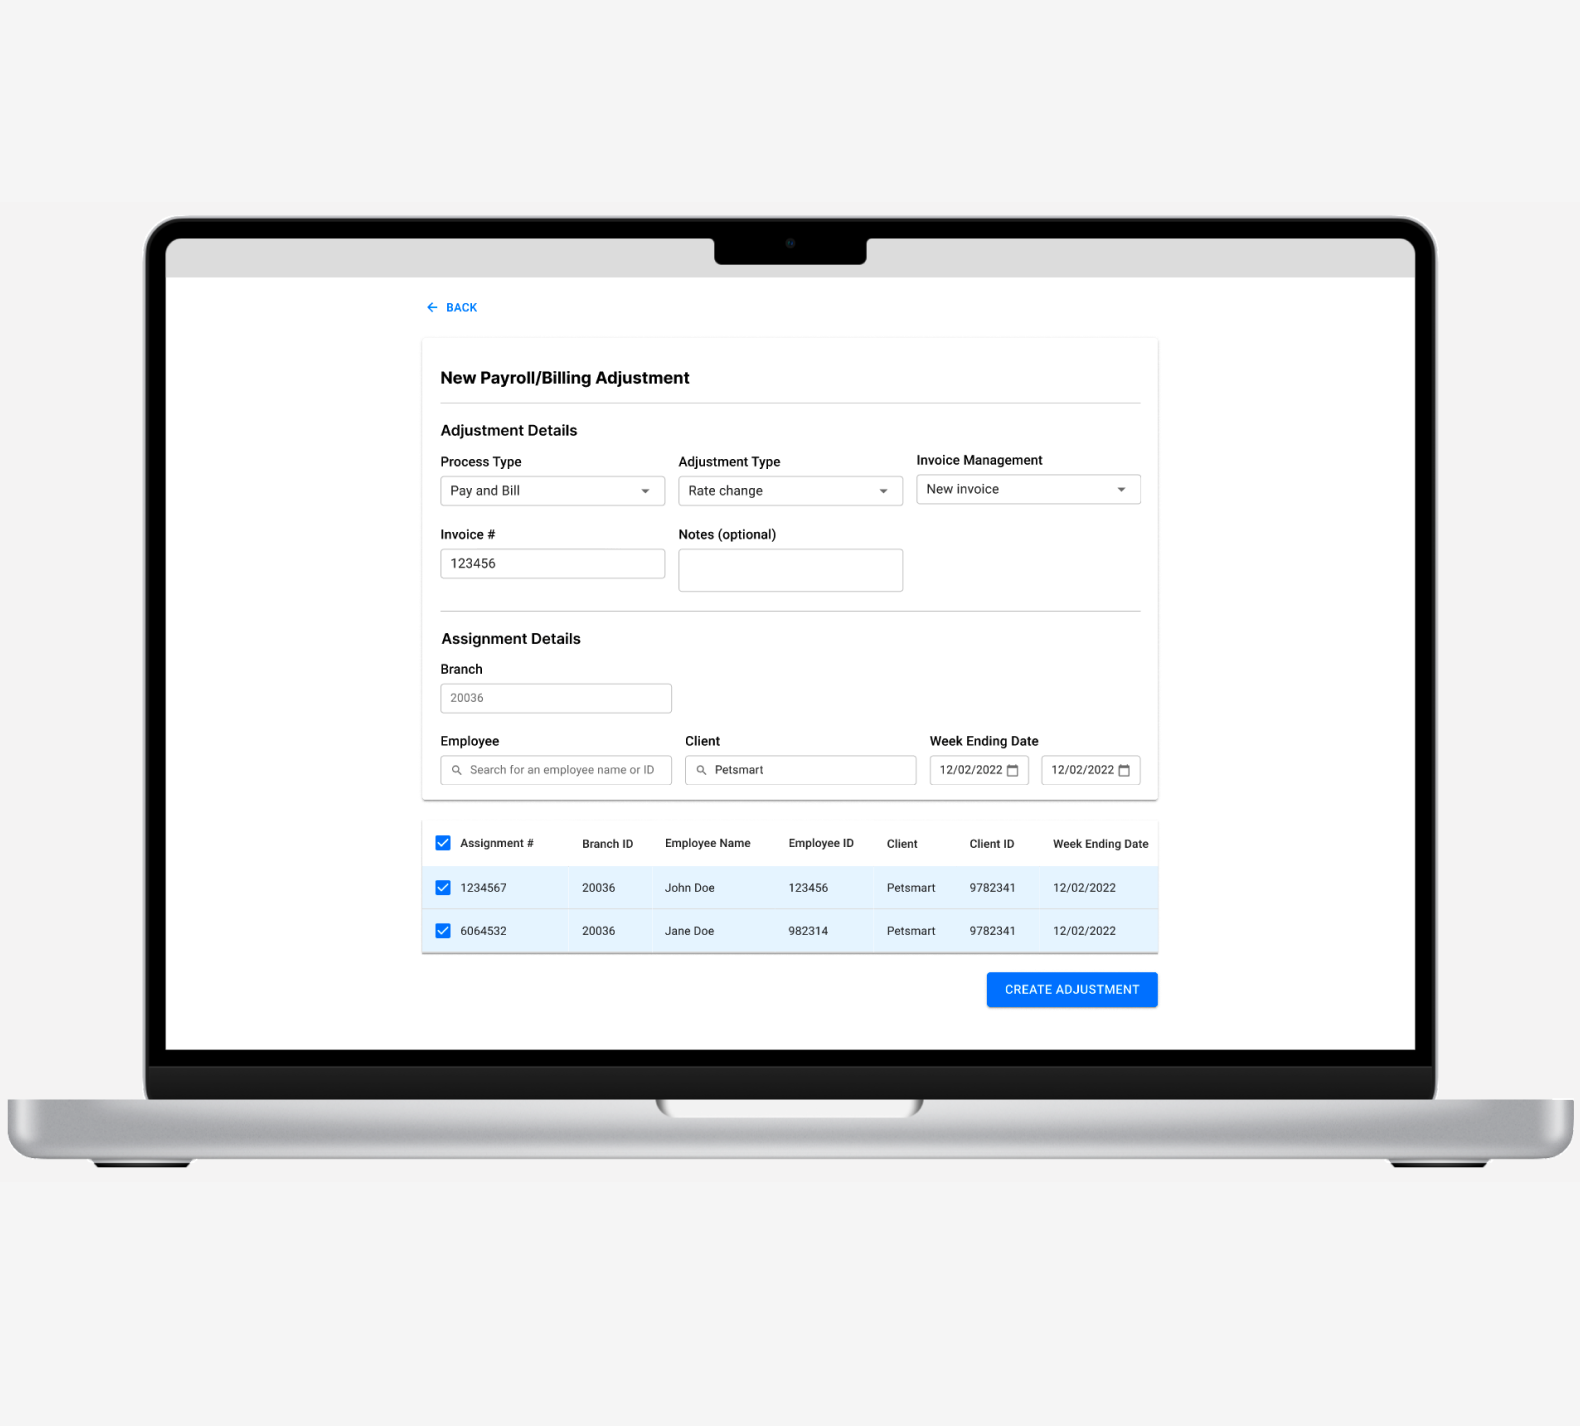 BACK
New Payroll/Billing Adjustment
Adjustment Details
Process Type Adjustment Type Invoice Management
Pay and Bill Rate change New invoice
Invoice # Notes (optional)
123456
Assignment Details
Branch
20036
Employee Client Week Ending Date
Search for an employee name or ID Petsmart 12/02/2022 12/02/2022
Assignment # Branch ID Employee Name Employee ID Client Client ID Week Ending Date
1234567 20036 John Doe 123456 Petsmart 9782341 12/02/2022
6064532 20036 Jane Doe 982314 Petsmart 9782341 12/02/2022
CREATE ADJUSTMENT